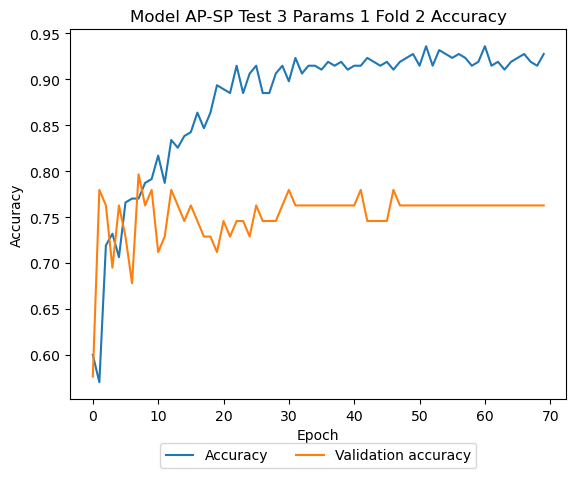 Model AP-SP Test 3 Params 1 Fold 2 Accuracy
0.95
0.90
0.85
0.80
0.75
0.70
0.65
0.60
Accuracy
0 10 20 30 40 50 60 70
Epoch
Accuracy Validation accuracy